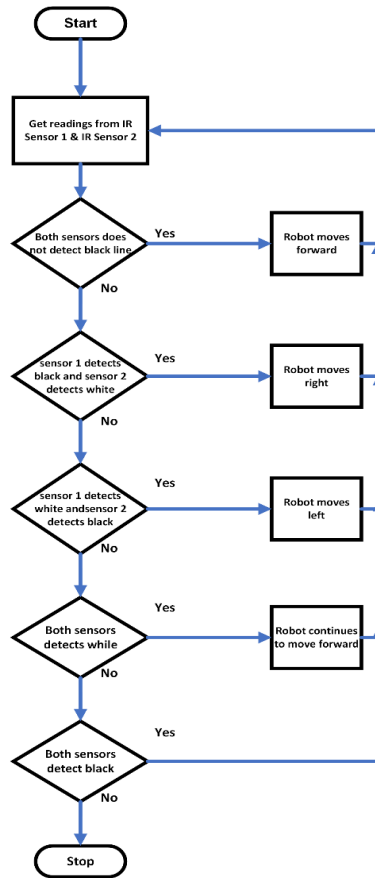 Start
Get readings from IR
Sensor 1 & IR Sensor 2
Both sensors does
not detect black line
Yes
Robot moves
forward
No
sensor 1 detects
black and sensor 2
detects white
Yes
Robot moves
right
No
sensor 1 detects
white andsensor 2
detects black
Yes
Robot moves
left
No
Both sensors
detects while
Yes
Robot continues
to move forward
No
Both sensors
detect black
Yes
No
Stop